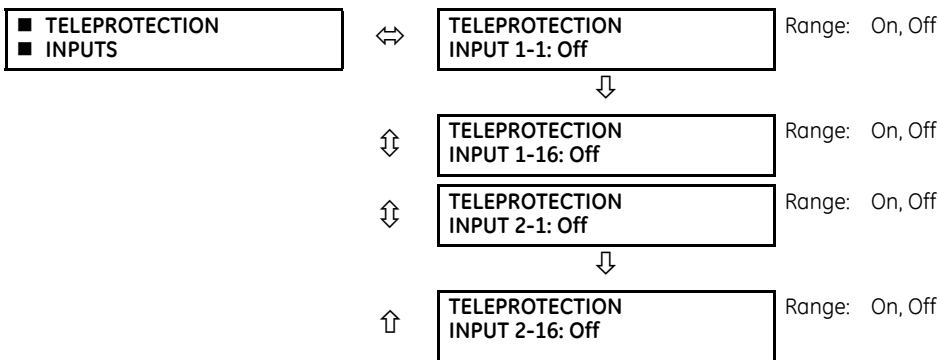 ■ TELEPROTECTION
■ INPUTS
TELEPROTECTION
INPUT 1-1: Off
Range: On, Off
TELEPROTECTION
INPUT 1-16: Off
Range: On, Off
TELEPROTECTION
INPUT 2-1: Off
Range: On, Off
TELEPROTECTION
INPUT 2-16: Off
Range: On, Off